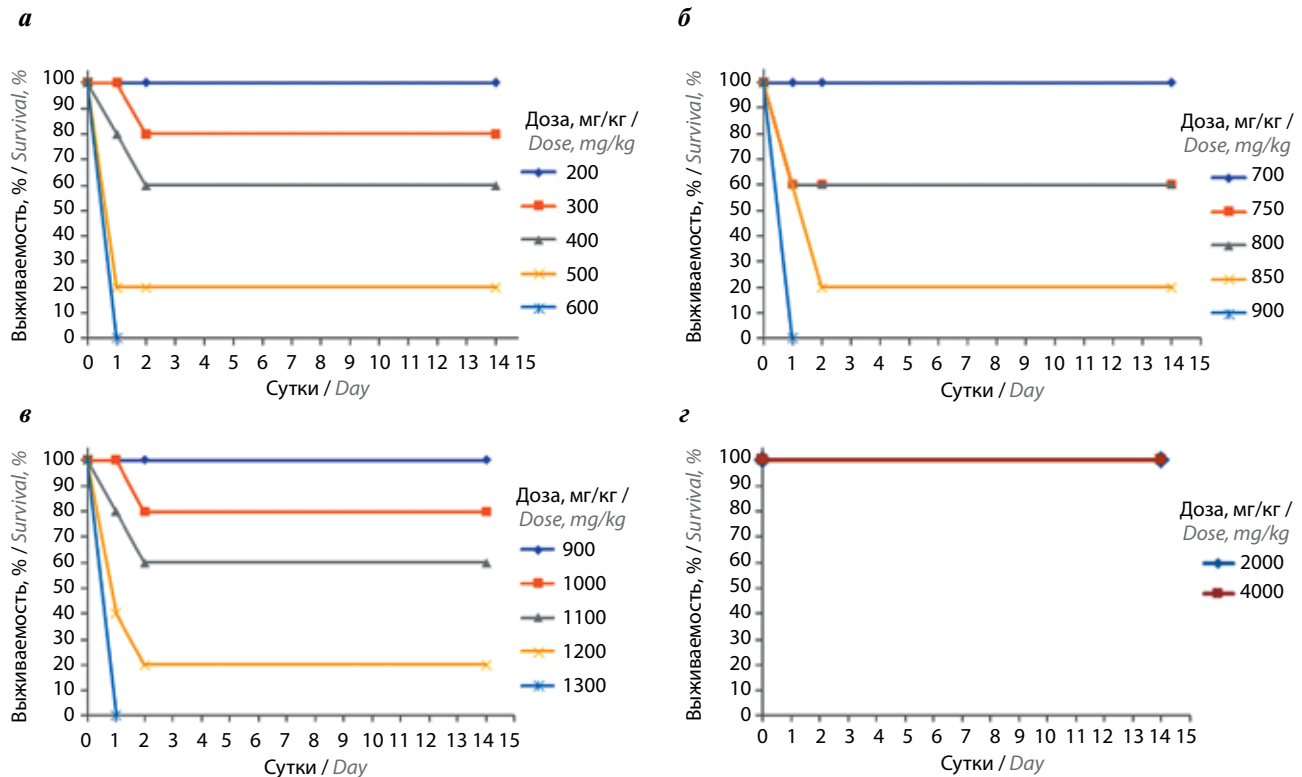 а
Выживаемость, % / Survival, %
100
90
80
70
60
50
40
30
20
10
0
0 1 2 3 4 5 6 7 8 9 10 11 12 13 14 15
Сутки / Day
Доза, мг/кг /
Dose, mg/kg
200
300
400
500
600
б
Выживаемость, % / Survival, %
100
90
80
70
60
50
40
30
20
10
0
0 1 2 3 4 5 6 7 8 9 10 11 12 13 14 15
Сутки / Day
Доза, мг/кг /
Dose, mg/kg
700
750
800
850
900
в
Выживаемость, % / Survival, %
100
90
80
70
60
50
40
30
20
10
0
0 1 2 3 4 5 6 7 8 9 10 11 12 13 14 15
Сутки / Day
Доза, мг/кг /
Dose, mg/kg
900
1000
1100
1200
1300
г
Выживаемость, % / Survival, %
100
90
80
70
60
50
40
30
20
10
0
0 1 2 3 4 5 6 7 8 9 10 11 12 13 14 15
Сутки / Day
Доза, мг/кг /
Dose, mg/kg
2000
4000